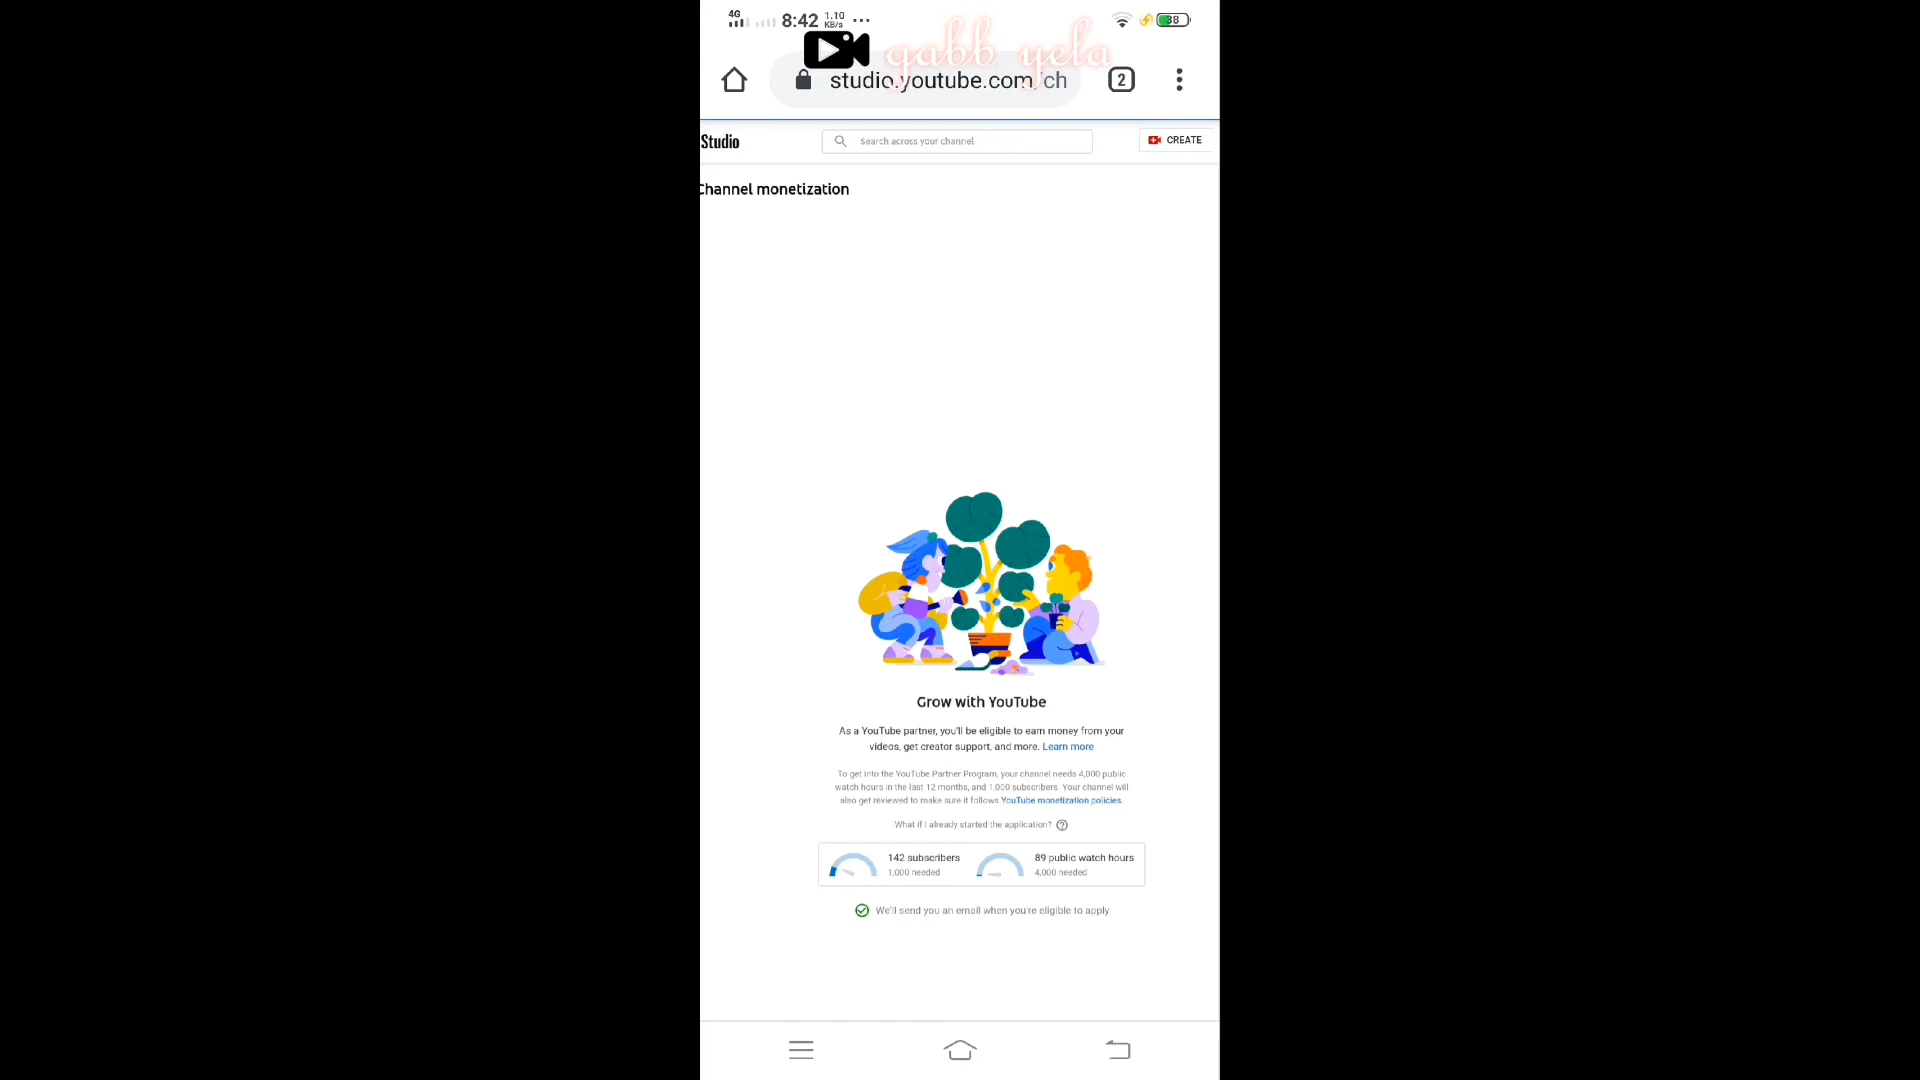 4G 8:42 1.10 KB/s ... 38
gabb yela
studio.youtube.com/ch 2
Studio Search across your channel CREATE
Channel monetization
Grow with YouTube
As a YouTube partner, you'll be eligible to earn money from your
videos, get creator support, and more. Learn more
To get into the YouTube Partner Program, your channel needs 4,000 public
watch hours in the last 12 months, and 1,000 subscribers. Your channel will
also get reviewed to make sure it follows YouTube monetization policies.
What if I already started the application?
142 subscribers 89 public watch hours
1,000 needed 4,000 needed
We'll send you an email when you're eligible to apply